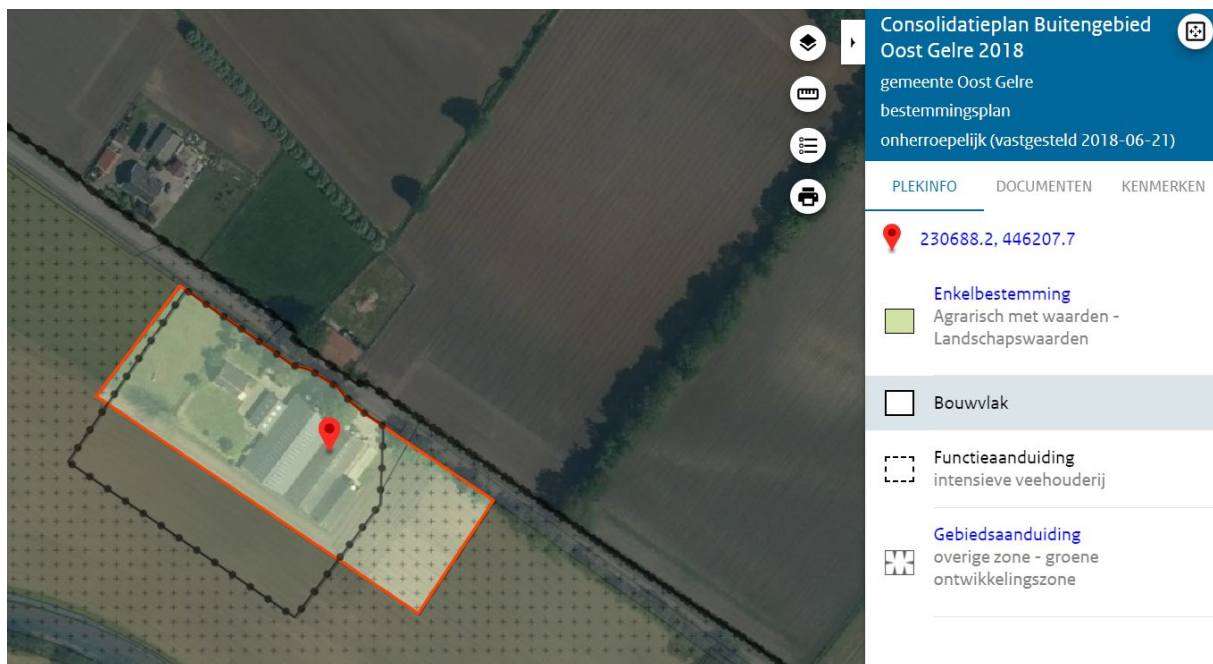 Consolidatieplan Buitengebied
Oost Gelre 2018
gemeente Oost Gelre
bestemmingsplan
onherroepelijk (vastgesteld 2018-06-21)
PLEKINFO DOCUMENTEN KENMERKEN
230688.2, 446207.7
Enkelbestemming
Agrarisch met waarden -
Landschapswaarden
Bouwvlak
Functieaanduiding
intensieve veehouderij
Gebiedsaanduiding
overige zone - groene
ontwikkelingszone